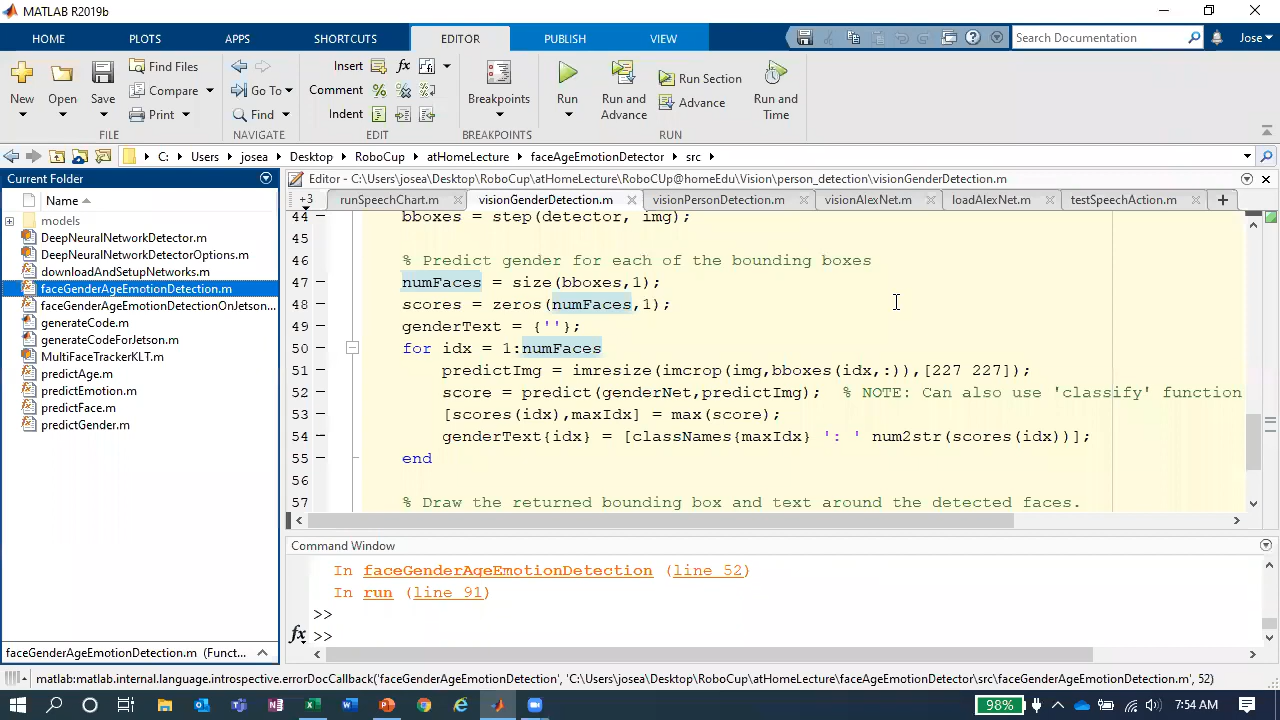 MATLAB R2019b
HOME PLOTS APPS SHORTCUTS EDITOR PUBLISH VIEW Search Documentation Jose
New Open Save Find Files Compare Print
Insert fx
Go To Comment %
Find Indent
Breakpoints Run Run and Advance Run Section Advance Run and Time
FILE NAVIGATE EDIT BREAKPOINTS RUN
C: Users josea Desktop RoboCup atHomeLecture faceAgeEmotionDetector src
Current Folder
Name
models
DeepNeuralNetworkDetector.m
DeepNeuralNetworkDetectorOptions.m
downloadAndSetupNetworks.m
faceGenderAgeEmotionDetection.m
faceGenderAgeEmotionDetectionOnJetson...
generateCode.m
generateCodeForJetson.m
MultiFaceTrackerKLT.m
predictAge.m
predictEmotion.m
predictFace.m
predictGender.m
faceGenderAgeEmotionDetection.m (Funct...
Editor - C:\Users\josea\Desktop\RoboCup\atHomeLecture\RoboCUp@homeEdu\Vision\person_detection\visionGenderDetection.m
+3 runSpeechChart.m visionGenderDetection.m visionPersonDetection.m visionAlexNet.m loadAlexNet.m testSpeechAction.m
44 bboxes = step(detector, img);
45
46 % Predict gender for each of the bounding boxes
47 numFaces = size(bboxes,1);
48 scores = zeros(numFaces,1);
49 genderText = {''};
50 for idx = 1:numFaces
51 predictImg = imresize(imcrop(img,bboxes(idx,:)),[227 227]);
52 score = predict(genderNet,predictImg); % NOTE: Can also use 'classify' function
53 [scores(idx),maxIdx] = max(score);
54 genderText{idx} = [classNames{maxIdx} ': ' num2str(scores(idx))];
55 end
56
57 % Draw the returned bounding box and text around the detected faces.
Command Window
In faceGenderAgeEmotionDetection (line 52)
In run (line 91)
>>
fx >>
matlab:matlab.internal.language.introspective.errorDocCallback('faceGenderAgeEmotionDetection', 'C:\Users\josea\Desktop\RoboCup\atHomeLecture\faceAgeEmotionDetector\src\faceGenderAgeEmotionDetection.m', 52)
98% 7:54 AM